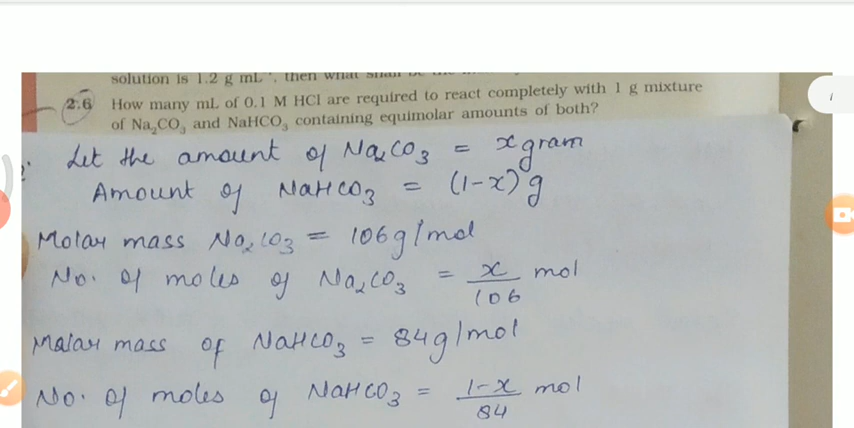 solution is 1.2 g mL⁻¹, then what shall be the
2.6 How many mL of 0.1 M HCl are required to react completely with 1 g mixture
of Na₂CO₃ and NaHCO₃ containing equimolar amounts of both?
Let the amount of Na₂CO₃ = x gram
Amount of NaHCO₃ = (1-x) g
Molar mass Na₂CO₃ = 106 g/mol
No. of moles of Na₂CO₃ = x/106 mol
Molar mass of NaHCO₃ = 84 g/mol
No. of moles of NaHCO₃ = 1-x/84 mol